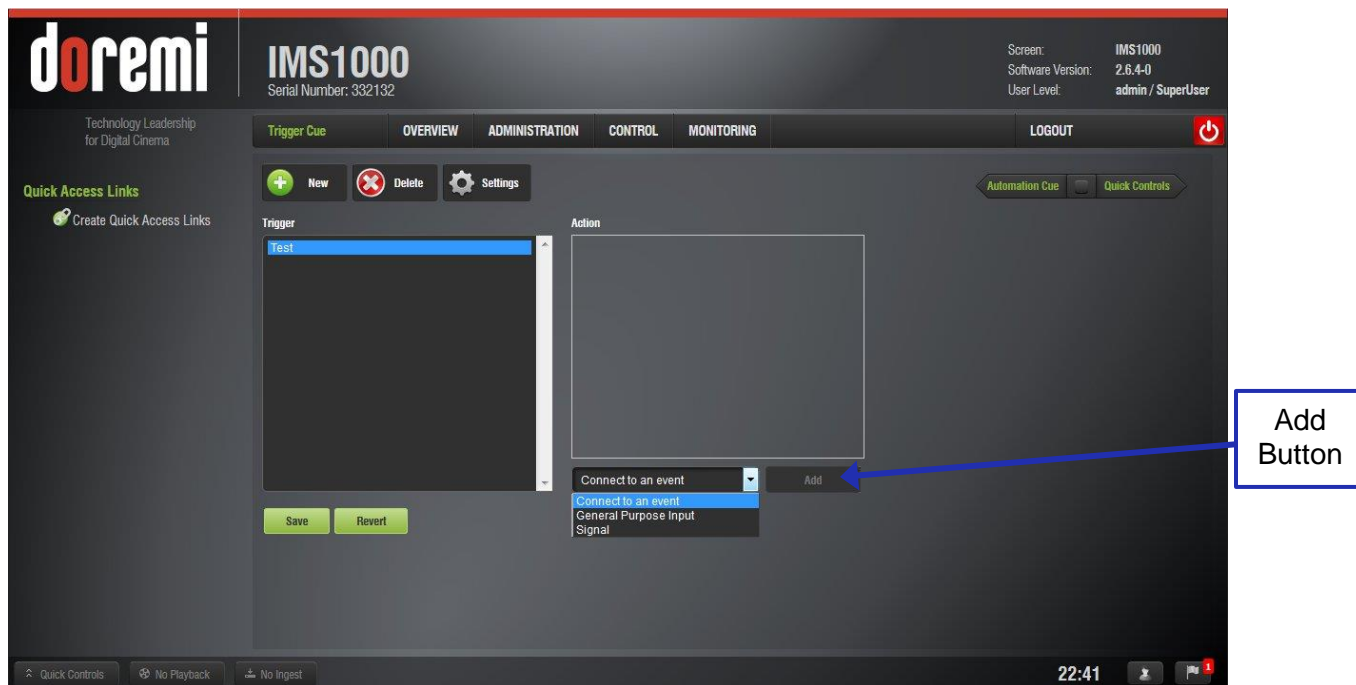 doremi
Technology Leadership
for Digital Cinema
IMS1000
Serial Number: 332132
Screen: IMS1000
Software Version: 2.6.4-0
User Level: admin / SuperUser
Trigger Cue OVERVIEW ADMINISTRATION CONTROL MONITORING LOGOUT
Quick Access Links
Create Quick Access Links
New Delete Settings
Automation Cue Quick Controls
Trigger Action
Test
Connect to an event Add
Connect to an event
General Purpose Input
Signal
Save Revert
Add
Button
Quick Controls No Playback No Ingest 22:41 1